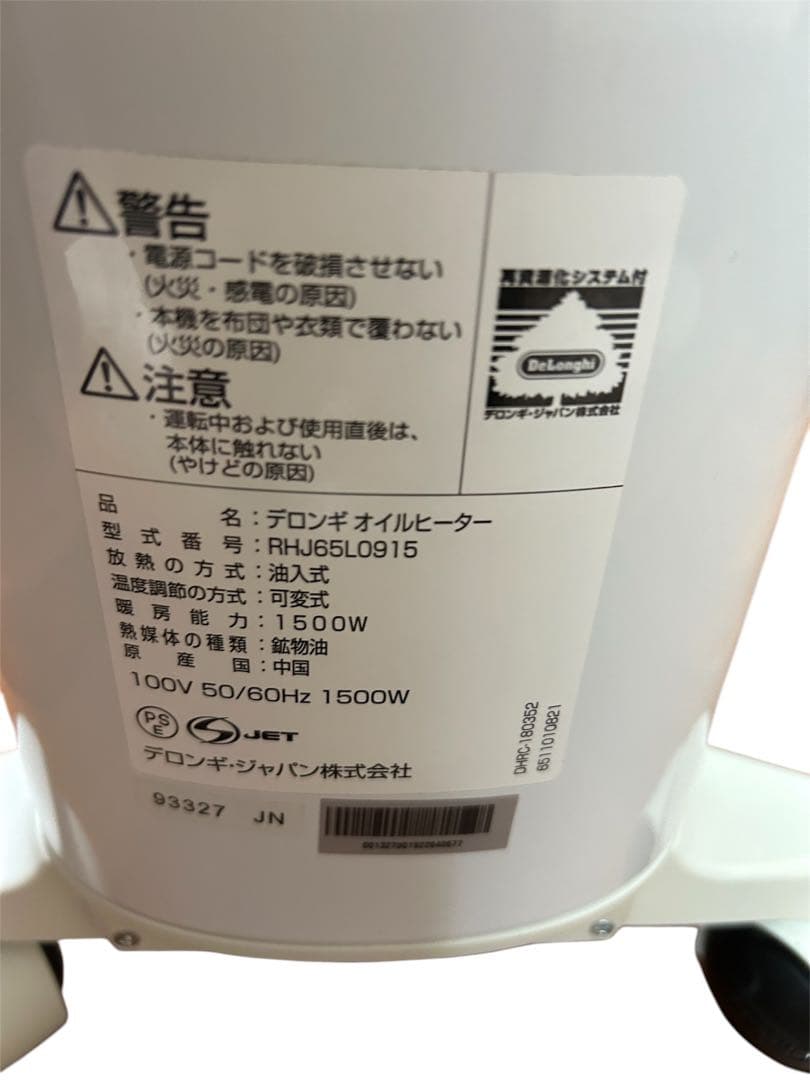 警告
・電源コードを破損させない
(火災・感電の原因)
・本機を布団や衣類で覆わない
(火災の原因)
注意
・運転中および使用直後は、
本体に触れない
(やけどの原因)
再資源化システム付
DeLonghi
デロンギ・ジャパン株式会社
品名：デロンギ オイルヒーター
型式番号：RHJ65L0915
放熱の方式：油入式
温度調節の方式：可変式
暖房能力：1500W
熱媒体の種類：鉱物油
原産国：中国
100V 50/60Hz 1500W
PSE JET
デロンギ・ジャパン株式会社
DHRC-180352
6511010821
93327 JN